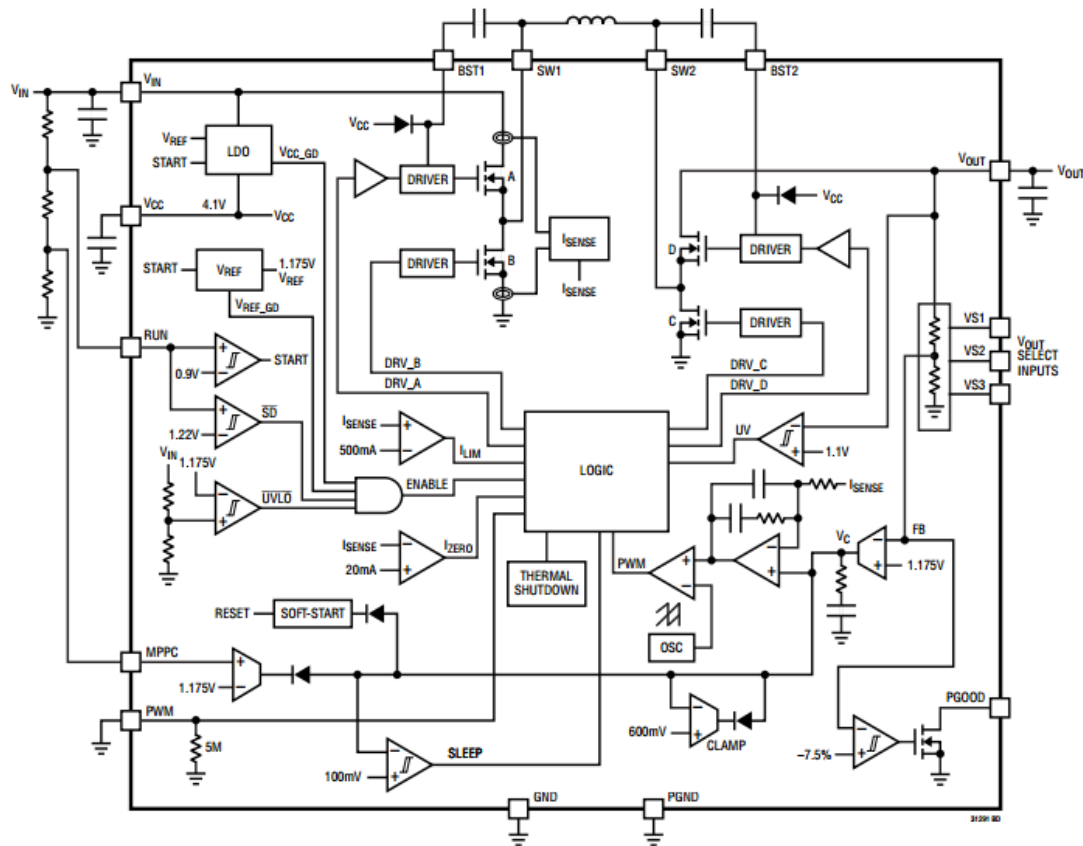 BST1
SW1
SW2
BST2
VIN
VIN
VREF
START
LDO
VCC_GD
VCC
DRIVER
A
VOUT
VOUT
VCC
VCC
4.1V
VCC
ISENSE
ISENSE
D
DRIVER
DRIVER
B
START
VREF
1.175V
VREF
VREF_GD
C
DRIVER
VS1
VOUT
SELECT
INPUTS
VS2
VS3
RUN
0.9V
START
DRV_B
DRV_A
DRV_C
DRV_D
1.22V
SD
ISENSE
500mA
ILIM
LOGIC
UV
1.1V
VIN
1.175V
UVLO
ENABLE
ISENSE
ISENSE
20mA
IZERO
THERMAL
SHUTDOWN
PWM
VC
FB
1.175V
RESET
SOFT-START
OSC
MPPC
1.175V
PWM
5M
100mV
SLEEP
600mV
CLAMP
PGOOD
–7.5%
GND
PGND
31291 BD